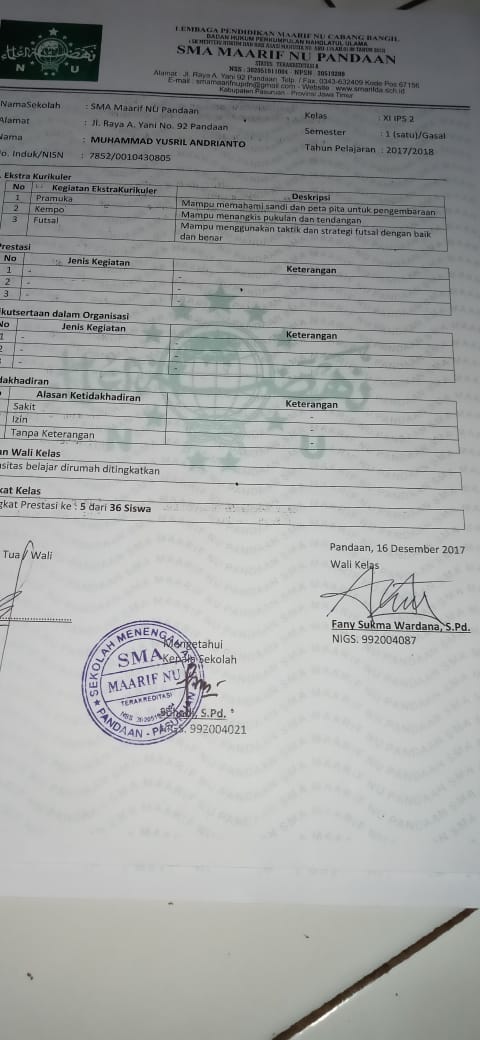 LEMBAGA PENDIDIKAN MAARIF NU CABANG BANGIL
BADAN HUKUM PERKUMPULAN NAHDLATUL ULAMA
SMA MAARIF NU PANDAAN
STATUS TERAKREDITASI A
NSS : 302051911004 - NPSN : 20519289
Alamat : Jl. Raya A. Yani 92 Pandaan Telp. / Fax. 0343-632409 Kode Pos 67156
E-mail : smamaarifnupdn@gmail.com - Website : www.smanifda.sch.id
Kabupaten Pasuruan - Provinsi Jawa Timur
N U
NamaSekolah : SMA Maarif NU Pandaan Kelas : XI IPS 2
Alamat : Jl. Raya A. Yani No. 92 Pandaan Semester : 1 (satu)/Gasal
Nama : MUHAMMAD YUSRIL ANDRIANTO Tahun Pelajaran : 2017/2018
No. Induk/NISN : 7852/0010430805
Ekstra Kurikuler
No Kegiatan EkstraKurikuler Deskripsi
1 Pramuka Mampu memahami sandi dan peta pita untuk pengembaraan
2 Kempo Mampu menangkis pukulan dan tendangan
3 Futsal Mampu menggunakan taktik dan strategi futsal dengan baik
dan benar
Prestasi
No Jenis Kegiatan Keterangan
1 - -
2 - -
3 - -
ikutsertaan dalam Organisasi
No Jenis Kegiatan Keterangan
1 - -
2 - -
- -
dakhadiran
Alasan Ketidakhadiran Keterangan
Sakit -
Izin -
Tanpa Keterangan -
an Wali Kelas
sitas belajar dirumah ditingkatkan
kat Kelas
gkat Prestasi ke : 5 dari 36 Siswa
Pandaan, 16 Desember 2017
Tua/Wali Wali Kelas
Fany Sukma Wardana, S.Pd.
NIGS. 992004087
Mengetahui
Kepala Sekolah
S.Pd.
NIGS. 992004021
SEKOLAH MENENGAH
SMA
MAARIF NU
TERAKREDITASI
PANDAAN - PASURUAN